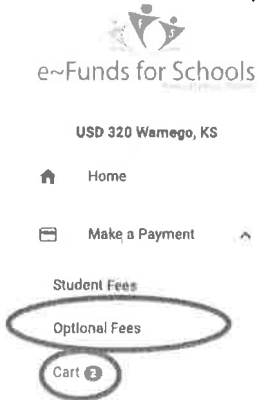 F S
e~Funds for Schools
USD 320 Wamego, KS
Home
Make a Payment
Student Fees
Optional Fees
Cart 2